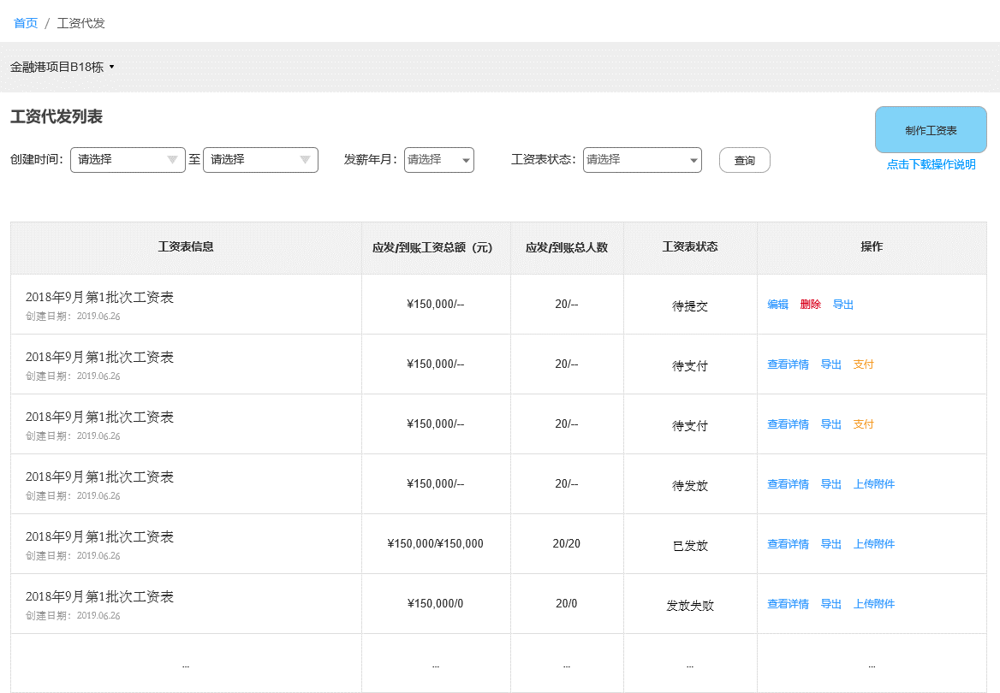 首页 / 工资代发
金融港项目B18栋
工资代发列表
制作工资表
创建时间: 请选择 至 请选择 发薪年月: 请选择 工资表状态: 请选择 查询
点击下载操作说明
工资表信息 应发/到账工资总额（元） 应发/到账总人数 工资表状态 操作
2018年9月第1批次工资表
创建日期：2019.06.26
¥150,000/-- 20/-- 待提交 编辑 删除 导出
2018年9月第1批次工资表
创建日期：2019.06.26
¥150,000/-- 20/-- 待支付 查看详情 导出 支付
2018年9月第1批次工资表
创建日期：2019.06.26
¥150,000/-- 20/-- 待支付 查看详情 导出 支付
2018年9月第1批次工资表
创建日期：2019.06.26
¥150,000/-- 20/-- 待发放 查看详情 导出 上传附件
2018年9月第1批次工资表
创建日期：2019.06.26
¥150,000/¥150,000 20/20 已发放 查看详情 导出 上传附件
2018年9月第1批次工资表
创建日期：2019.06.26
¥150,000/0 20/0 发放失败 查看详情 导出 上传附件
... ... ... ... ...